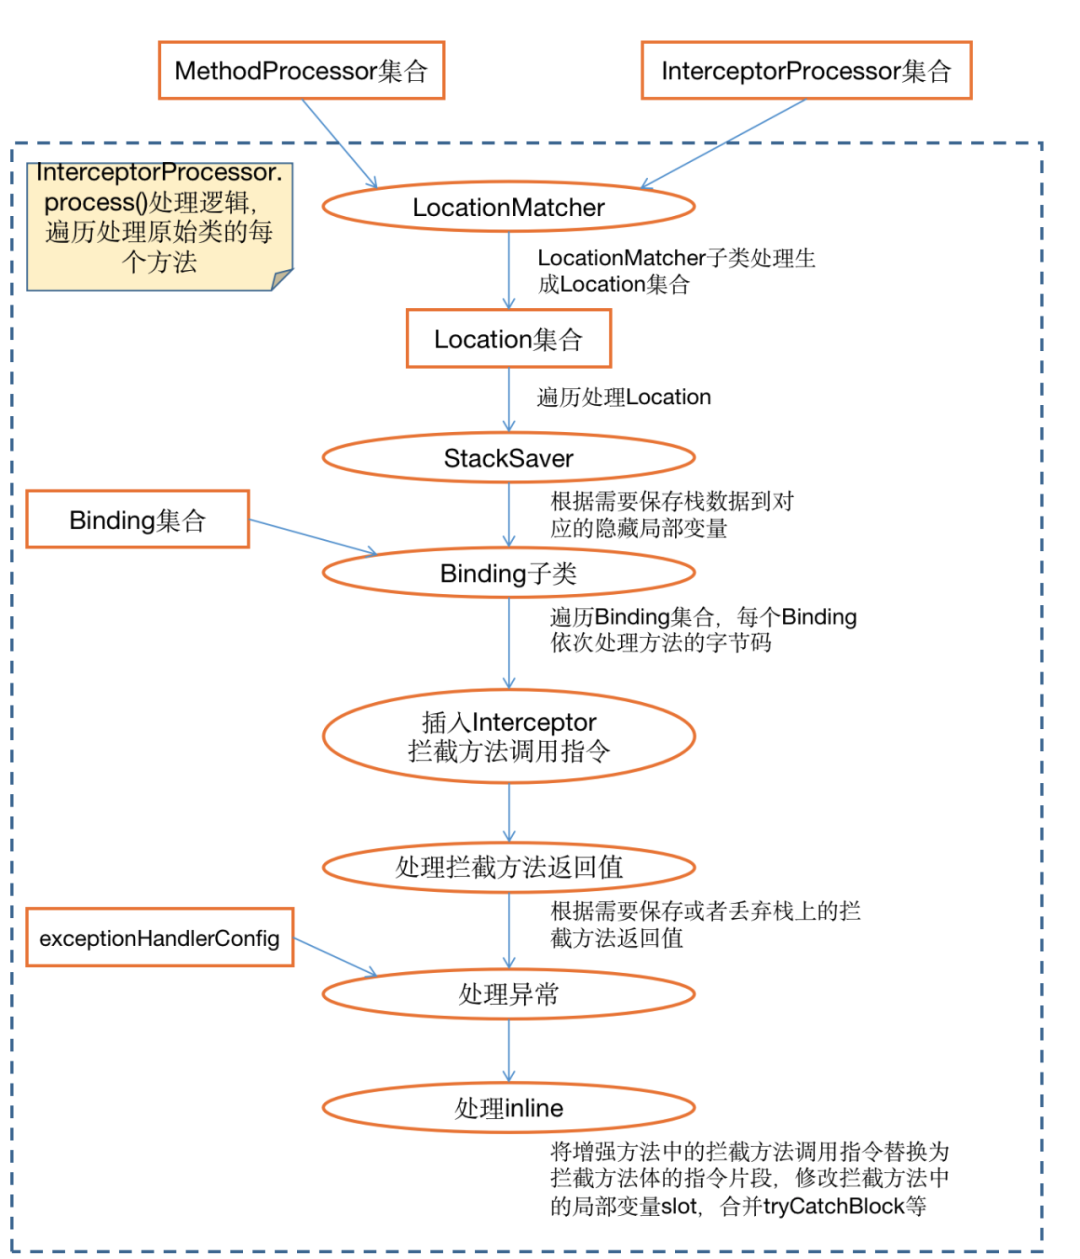 MethodProcessor集合
InterceptorProcessor集合
InterceptorProcessor.
process()处理逻辑，
遍历处理原始类的每
个方法
LocationMatcher
LocationMatcher子类处理生
成Location集合
Location集合
遍历处理Location
StackSaver
根据需要保存栈数据到对
应的隐藏局部变量
Binding集合
Binding子类
遍历Binding集合，每个Binding
依次处理方法的字节码
插入Interceptor
拦截方法调用指令
处理拦截方法返回值
根据需要保存或者丢弃栈上的拦
截方法返回值
exceptionHandlerConfig
处理异常
处理inline
将增强方法中的拦截方法调用指令替换为
拦截方法体的指令片段，修改拦截方法中
的局部变量slot，合并tryCatchBlock等